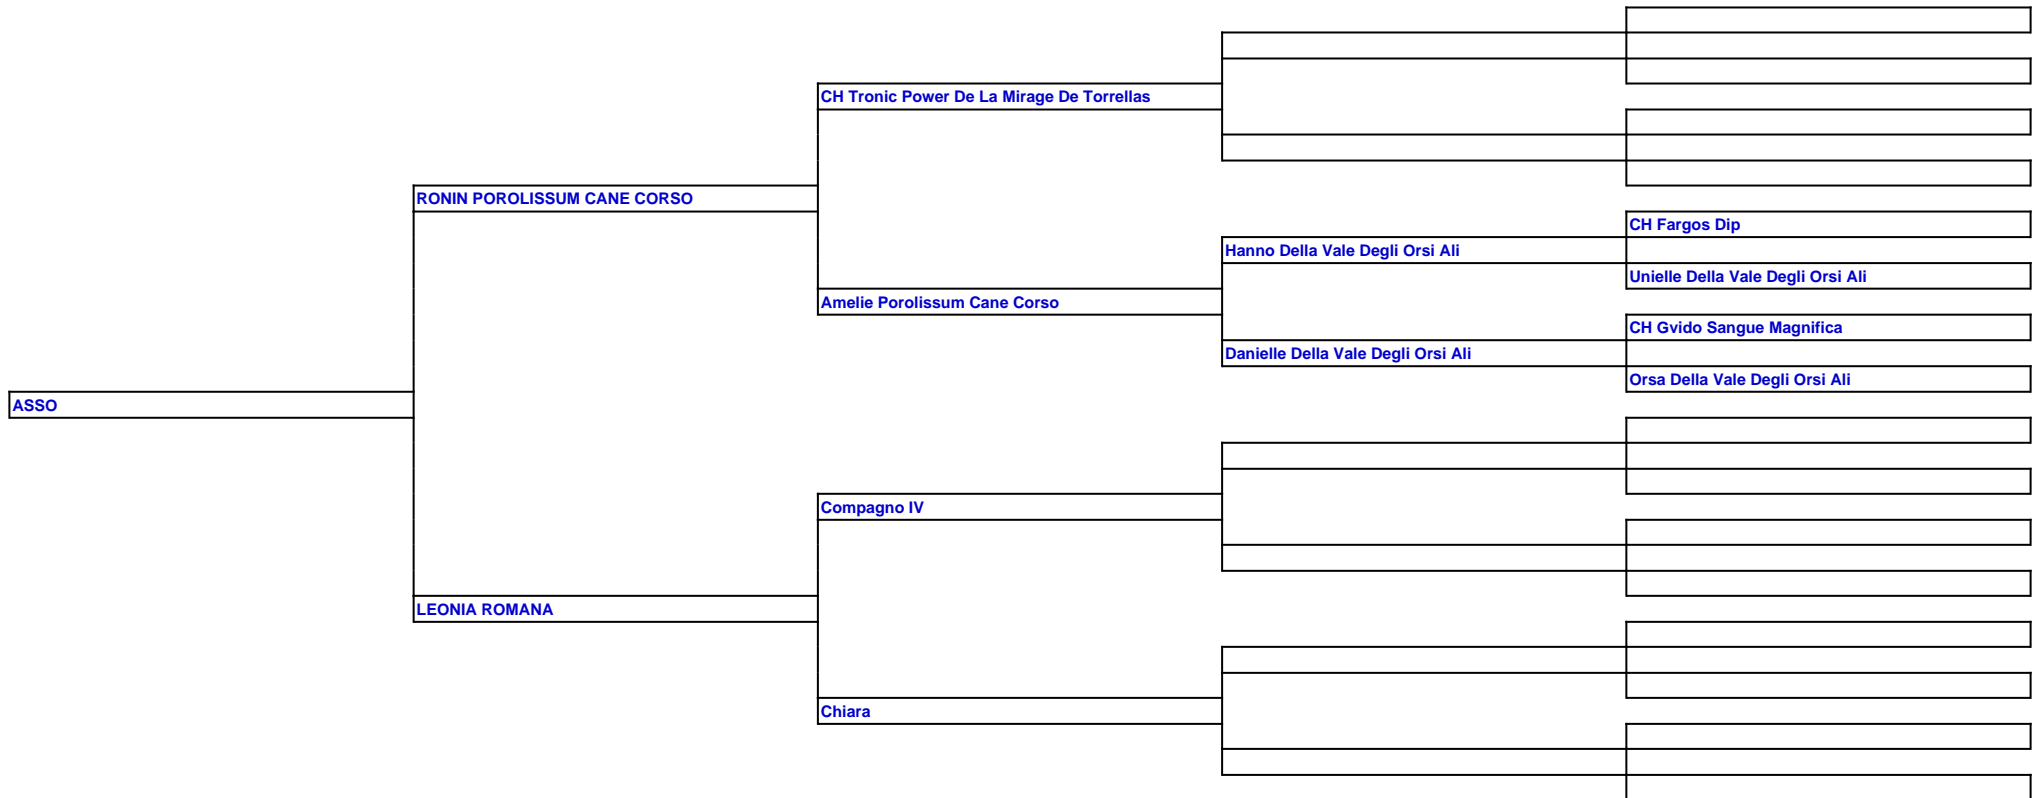 CH Tronic Power De La Mirage De Torrellas
RONIN POROLISSUM CANE CORSO
CH Fargos Dip
Hanno Della Vale Degli Orsi Ali
Unielle Della Vale Degli Orsi Ali
Amelie Porolissum Cane Corso
CH Gvido Sangue Magnifica
Danielle Della Vale Degli Orsi Ali
Orsa Della Vale Degli Orsi Ali
ASSO
Compagno IV
LEONIA ROMANA
Chiara